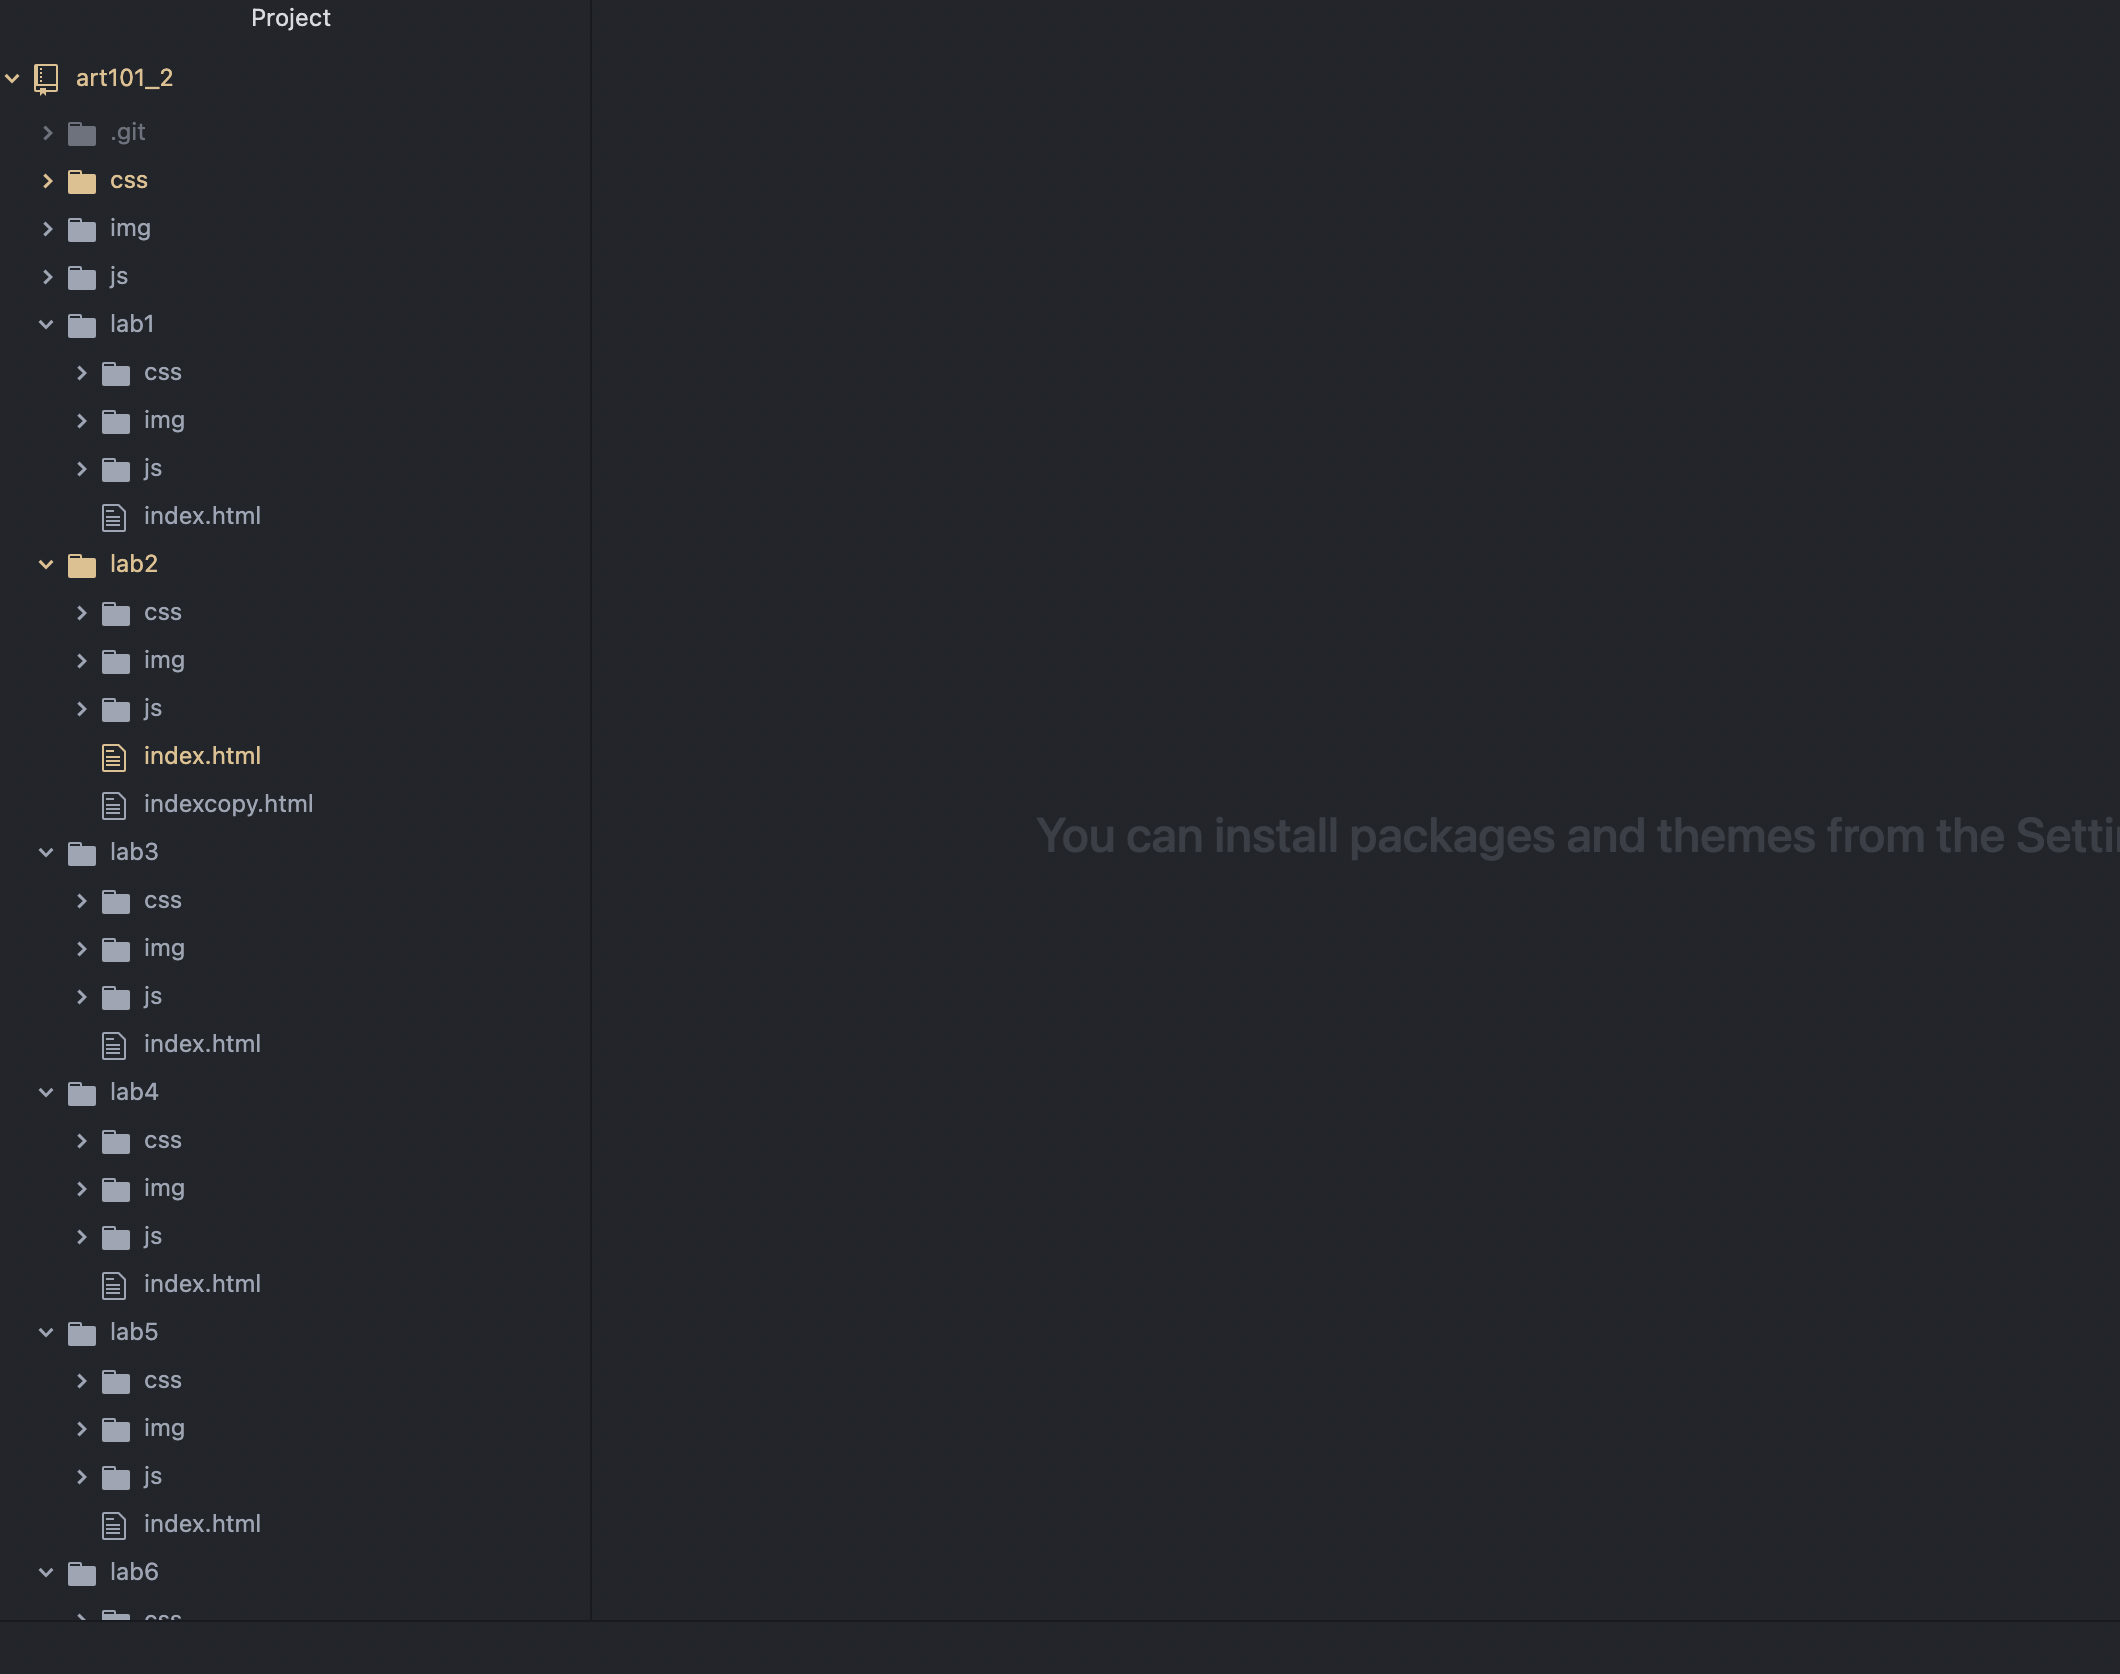 Project
art101_2
.git
css
img
js
lab1
css
img
js
index.html
lab2
css
img
js
index.html
indexcopy.html
lab3
css
img
js
index.html
lab4
css
img
js
index.html
lab5
css
img
js
index.html
lab6
css
You can install packages and themes from the Setti